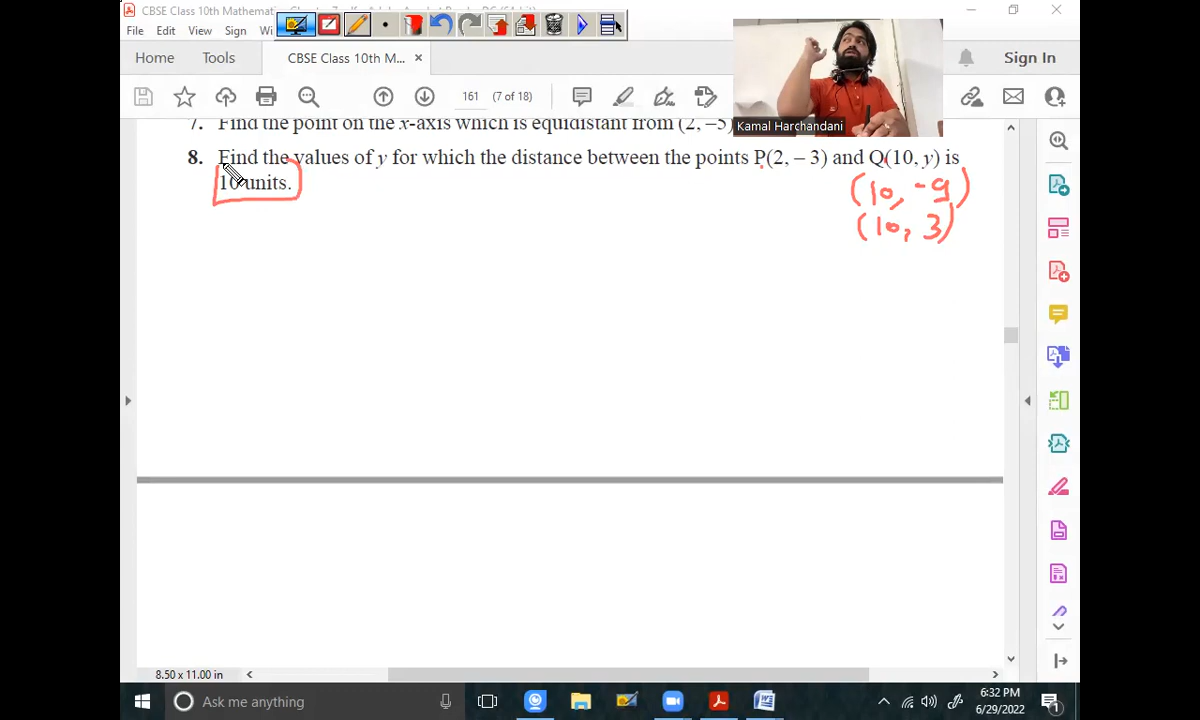 CBSE Class 10th Mathema
File Edit View Sign Wi
Home Tools CBSE Class 10th M... × Sign In
161 (7 of 18)
Kamal Harchandani
7. Find the point on the x-axis which is equidistant from (2, –5)
8. Find the values of y for which the distance between the points P(2, – 3) and Q(10, y) is
10 units.
(10, -9)
(10, 3)
8.50 x 11.00 in
Ask me anything
6:32 PM
6/29/2022
1